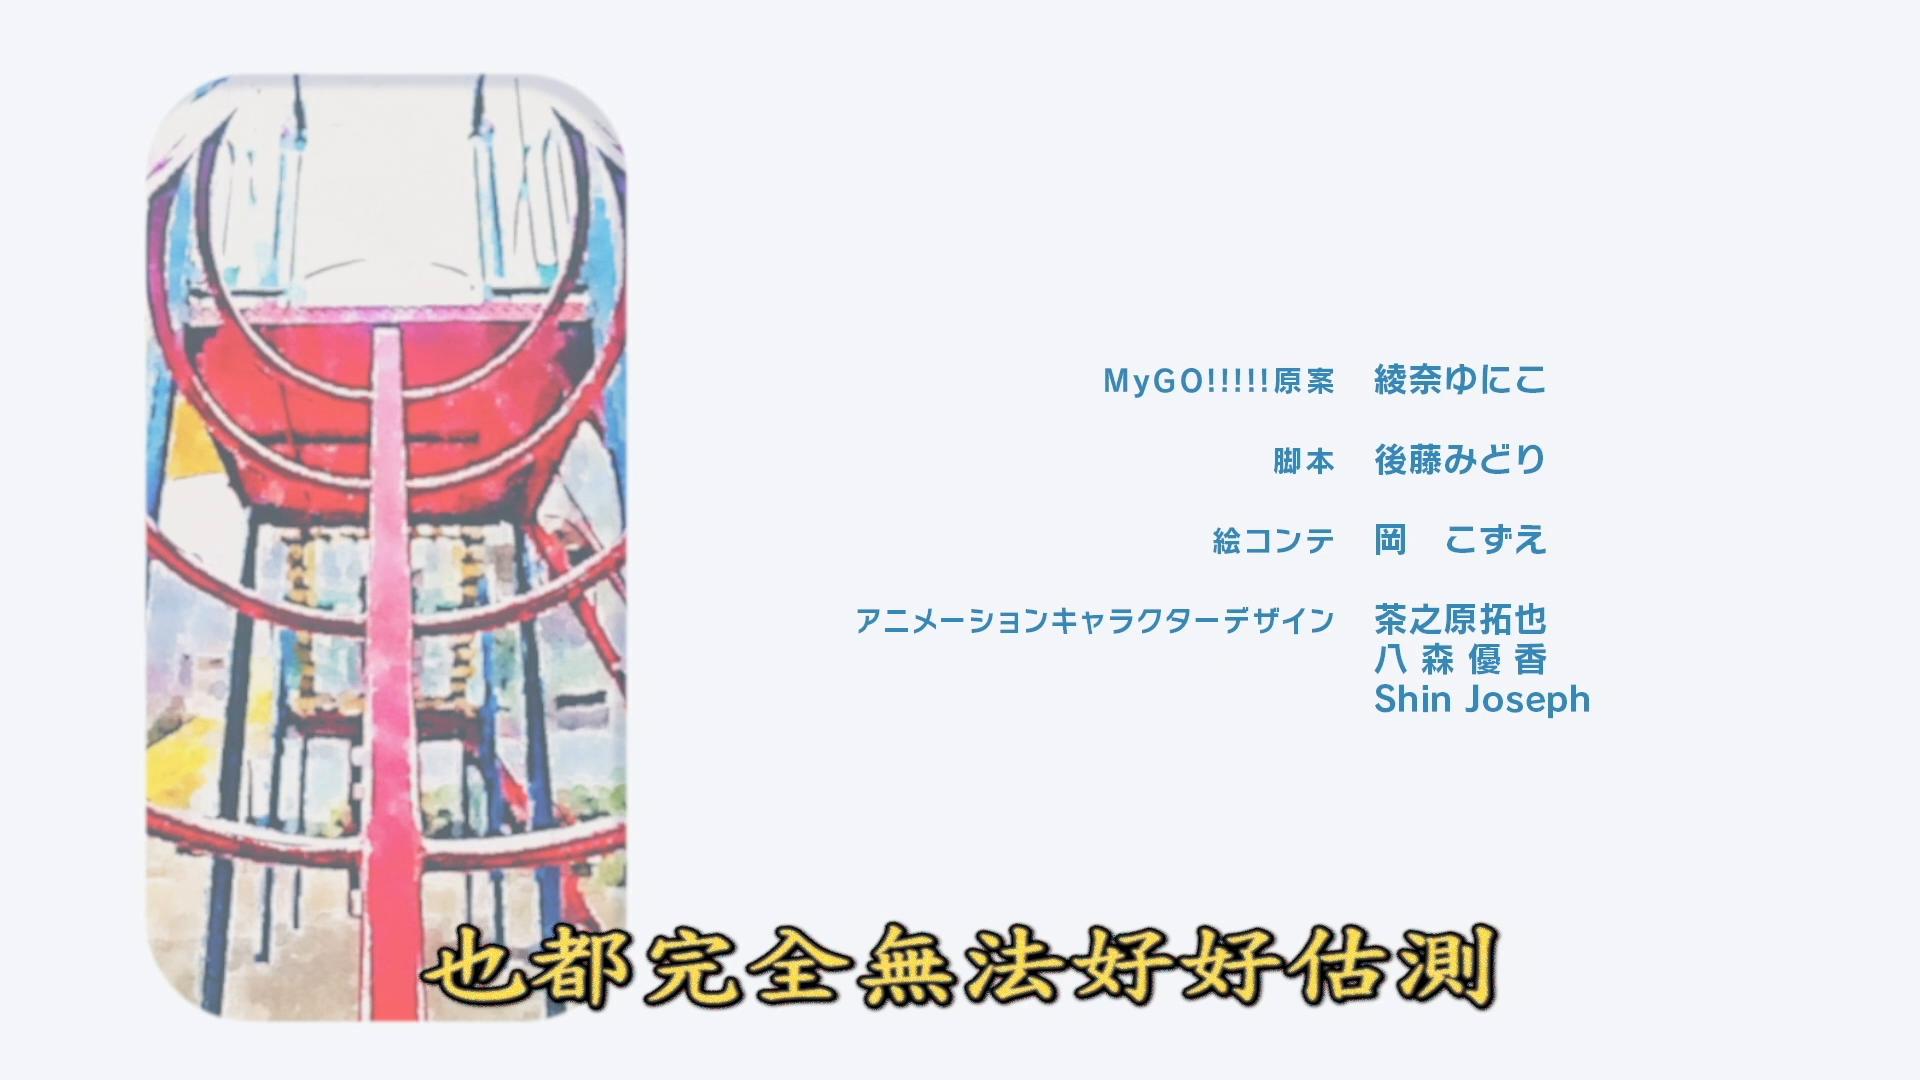 MyGO!!!!!原案　綾奈ゆにこ
脚本　後藤みどり
絵コンテ　岡　こずえ
アニメーションキャラクターデザイン　茶之原拓也
八森優香
Shin Joseph
也都完全無法好好估測